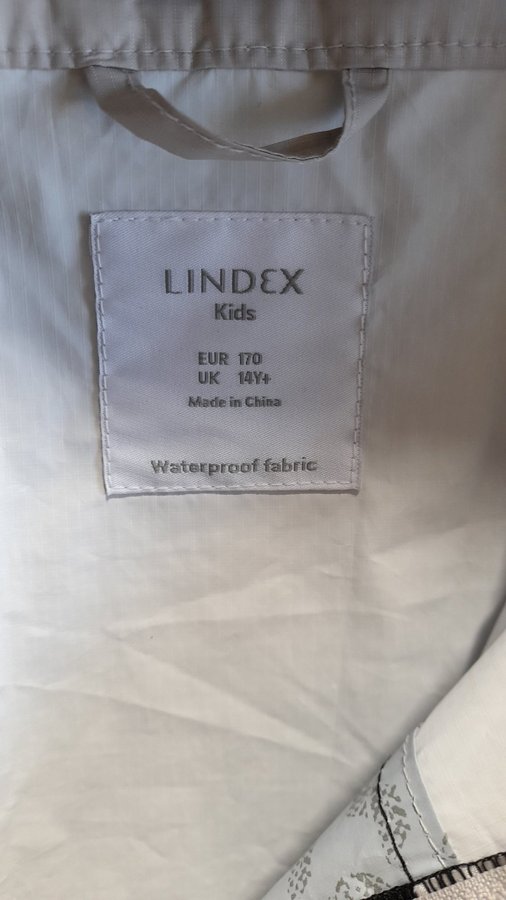 LINDEX
Kids
EUR 170
UK 14Y+
Made in China
Waterproof fabric